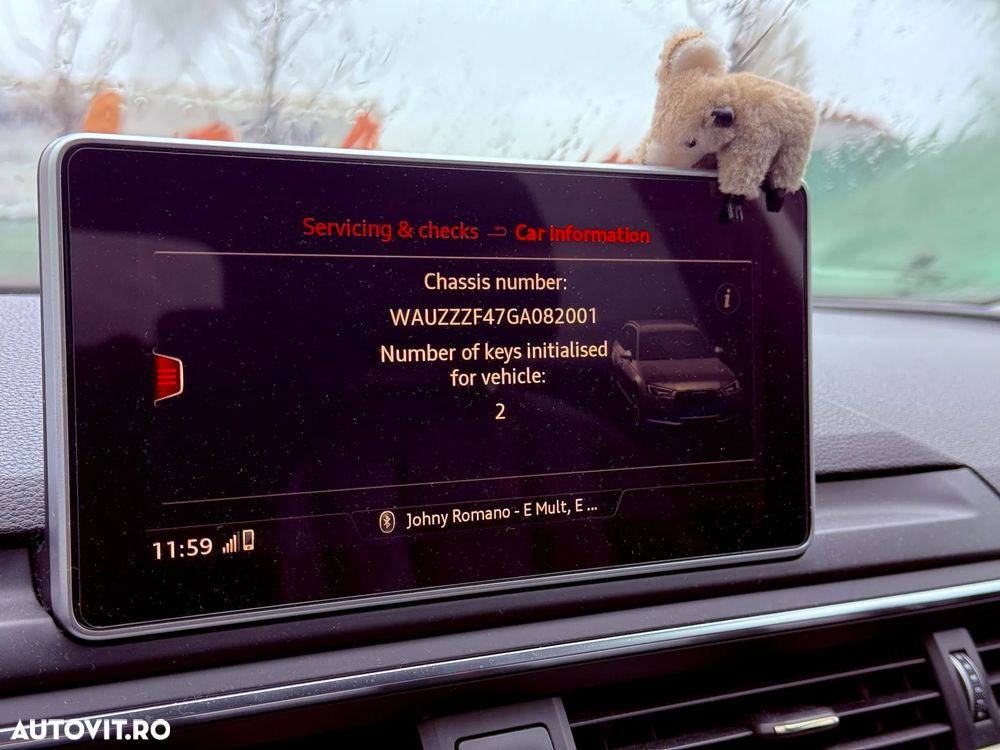 Servicing & checks Car information
Chassis number:
WAUZZZF47GA082001
Number of keys initialised
for vehicle:
2
Johny Romano - E Mult, E ...
11:59
AUTOVIT.RO